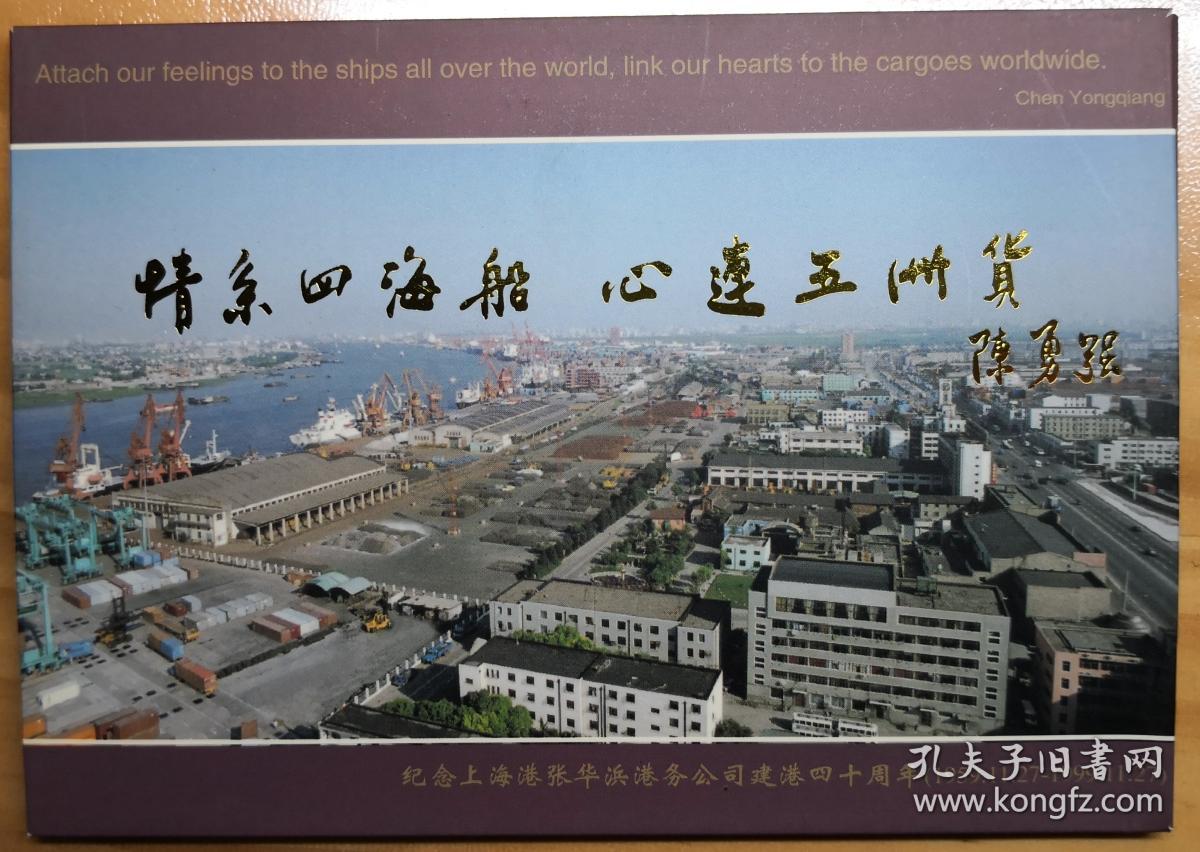 Attach our feelings to the ships all over the world, link our hearts to the cargoes worldwide.
Chen Yongqiang
情系四海船 心連五洲貨
陳勇强
纪念上海港张华浜港务公司建港四十周年
孔夫子旧书网
www.kongfz.com